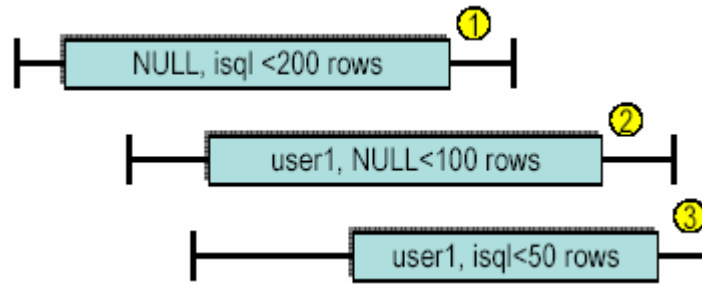 1
NULL, isql <200 rows
2
user1, NULL<100 rows
3
user1, isql<50 rows